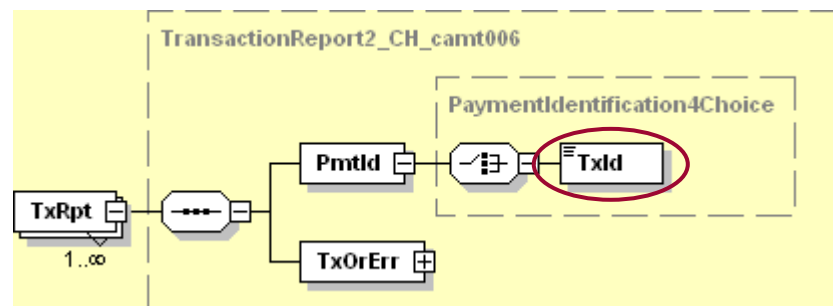 TransactionReport2_CH_camt006
PaymentIdentification4Choice
PmtId
TxId
TxRpt
1..∞
TxOrErr